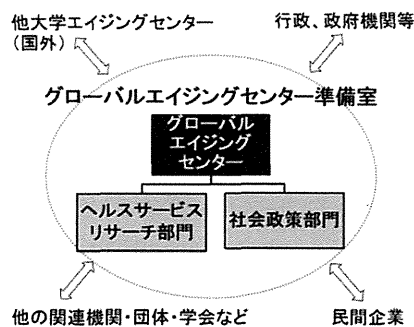 他大学エイジングセンター
(国外)
行政、政府機関等
グローバルエイジングセンター準備室
グローバル
エイジング
センター
ヘルスサービス
リサーチ部門
社会政策部門
他の関連機関・団体・学会など
民間企業